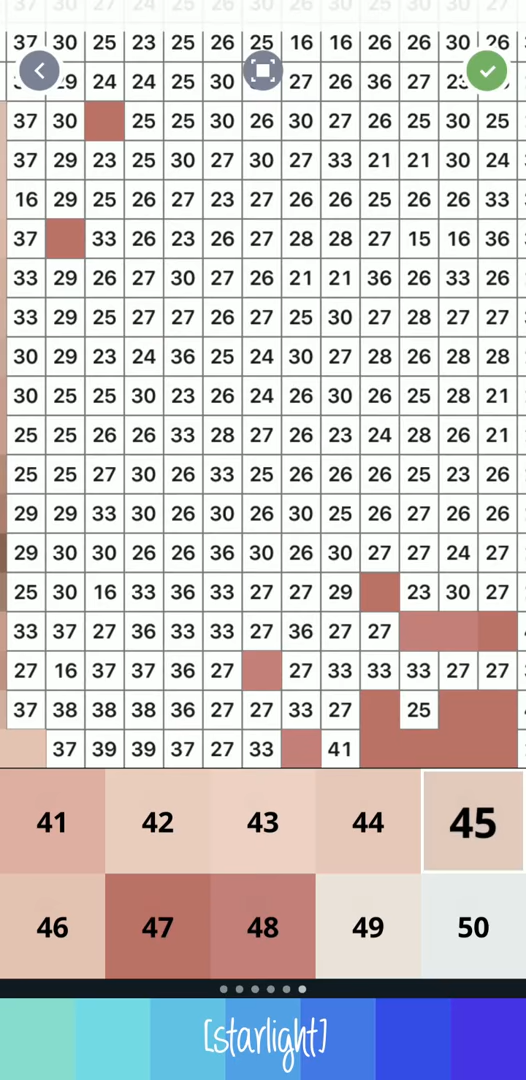 37 30 25 23 25 26 25 16 16 26 26 30 26
29 24 24 25 30 27 26 36 27
37 30 25 25 30 26 30 27 26 25 30 25
37 29 23 25 30 27 30 27 33 21 21 30 24
16 29 25 26 27 23 27 26 26 25 26 26 33
37 33 26 23 26 27 28 28 27 15 16 36
33 29 26 27 30 27 26 21 21 36 26 33 26
33 29 25 27 27 26 27 25 30 27 28 27 27
30 29 23 24 36 25 24 30 27 28 26 28 28
30 25 25 30 23 26 24 26 30 26 25 28 21
25 25 26 26 33 28 27 26 23 24 28 26 21
25 25 27 30 26 33 25 26 26 26 25 23 26
29 29 33 30 26 30 26 30 25 26 27 26 26
29 30 30 26 26 36 30 26 30 27 27 24 27
25 30 16 33 36 33 27 27 29 23 30 27
33 37 27 36 33 33 27 36 27 27
27 16 37 37 36 27 27 33 33 33 27 27
37 38 38 38 36 27 27 33 27 25
37 39 39 37 27 33 41
41 42 43 44 45
46 47 48 49 50
[starlight]